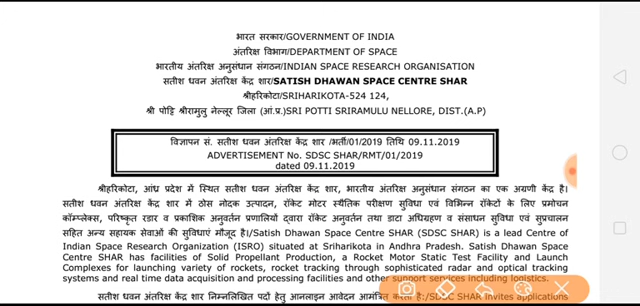 भारत सरकार/GOVERNMENT OF INDIA
अंतरिक्ष विभाग/DEPARTMENT OF SPACE
भारतीय अंतरिक्ष अनुसंधान संगठन/INDIAN SPACE RESEARCH ORGANISATION
सतीश धवन अंतरिक्ष केंद्र शार/SATISH DHAWAN SPACE CENTRE SHAR
श्रीहरिकोटा/SRIHARIKOTA-524 124,
श्री पोट्टि श्रीरामुलु नेल्लूर जिला (आं.प्र.)SRI POTTI SRIRAMULU NELLORE, DIST.(A.P)
विज्ञापन सं. सतीश धवन अंतरिक्ष केंद्र शार /भर्ती/01/2019 तिथि 09.11.2019
ADVERTISEMENT No. SDSC SHAR/RMT/01/2019
dated 09.11.2019
श्रीहरिकोटा, आंध्र प्रदेश में स्थित सतीश धवन अंतरिक्ष केंद्र शार, भारतीय अंतरिक्ष अनुसंधान संगठन का एक अग्रणी केंद्र है।
सतीश धवन अंतरिक्ष केंद्र शार में ठोस नोदक उत्पादन, रॉकेट मोटर स्थैतिक परीक्षण सुविधा एवं विभिन्न रॉकेटों के लिए प्रमोचन
कॉम्प्लेक्स, परिष्कृत रडार व प्रकाशिक अनुवर्तन प्रणालियों द्वारा रॉकेट अनुवर्तन तथा डाटा अधिग्रहण व संसाधन सुविधा एवं सुप्रचालन
सहित अन्य सहायक सेवाओं की सुविधाएं मौजूद है।/Satish Dhawan Space Centre SHAR (SDSC SHAR) is a lead Centre of
Indian Space Research Organization (ISRO) situated at Sriharikota in Andhra Pradesh. Satish Dhawan Space
Centre SHAR has facilities of Solid Propellant Production, a Rocket Motor Static Test Facility and Launch
Complexes for launching variety of rockets, rocket tracking through sophisticated radar and optical tracking
systems and real time data acquisition and processing facilities and other support services including logistics.
सतीश धवन अंतरिक्ष केंद्र शार निम्नलिखित पदों हेतु आनलाइन आवेदन आमंत्रित करता है:/SDSC SHAR invites applications